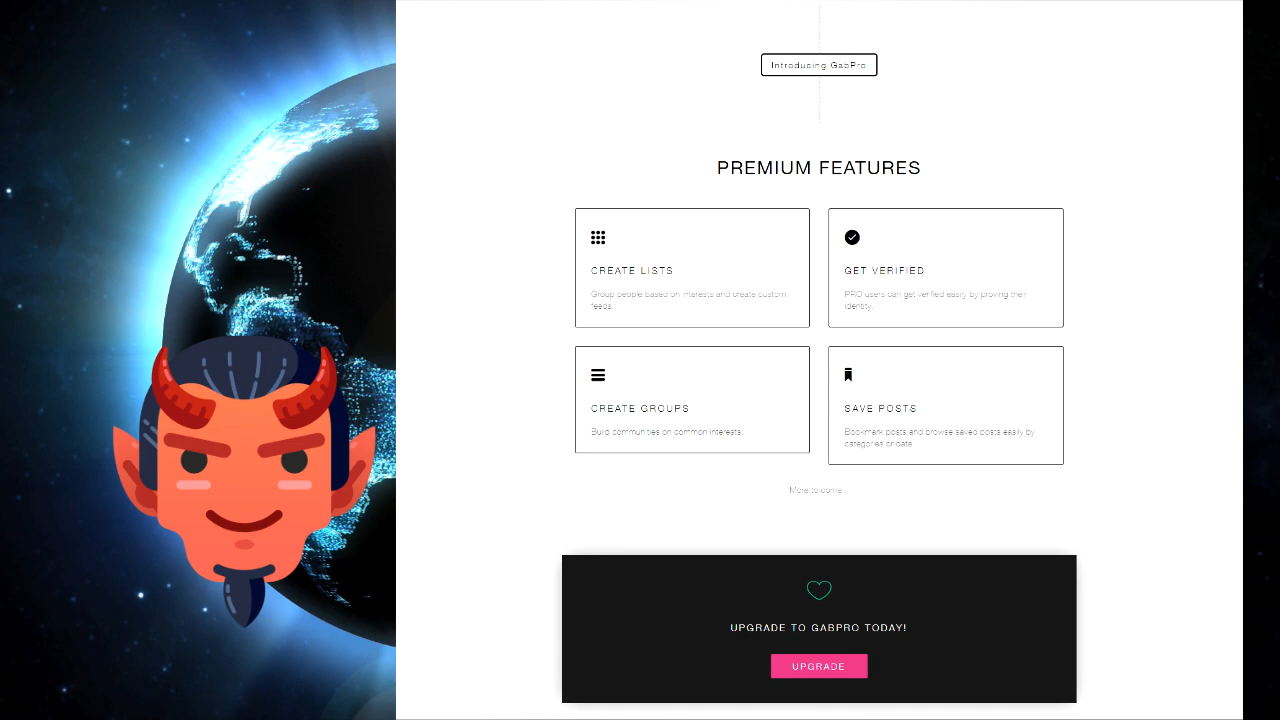 Introducing GabPro
PREMIUM FEATURES
CREATE LISTS
Group people based on interests and create custom
feeds.
GET VERIFIED
PRO users can get verified easily by proving their
identity.
CREATE GROUPS
Build communities on common interests.
SAVE POSTS
Bookmark posts and browse saved posts easily by
categories or date
More to come..
UPGRADE TO GABPRO TODAY!
UPGRADE